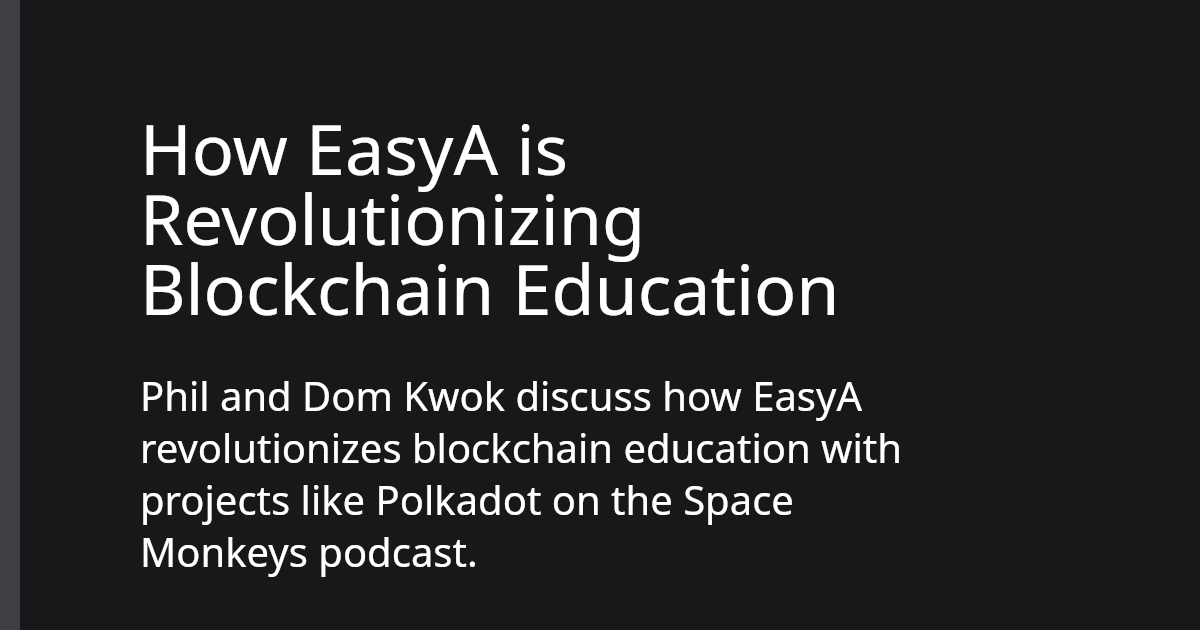 How EasyA is
Revolutionizing
Blockchain Education
Phil and Dom Kwok discuss how EasyA
revolutionizes blockchain education with
projects like Polkadot on the Space
Monkeys podcast.